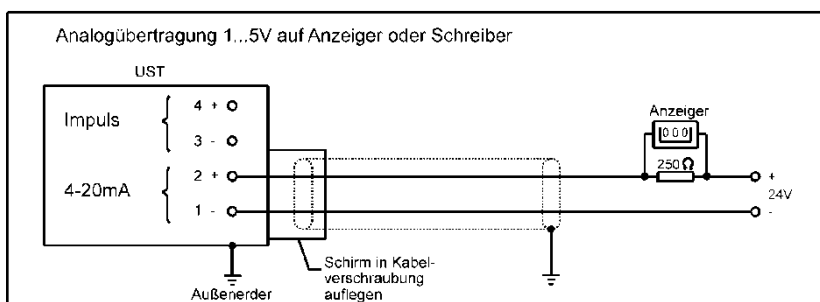 Analogübertragung 1...5V auf Anzeiger oder Schreiber
UST
Impuls
4 +
3 -
4-20mA
2 +
1 -
Anzeiger
000
250Ω
+
24V
-
Schirm in Kabel-
verschraubung
auflegen
Außenerder